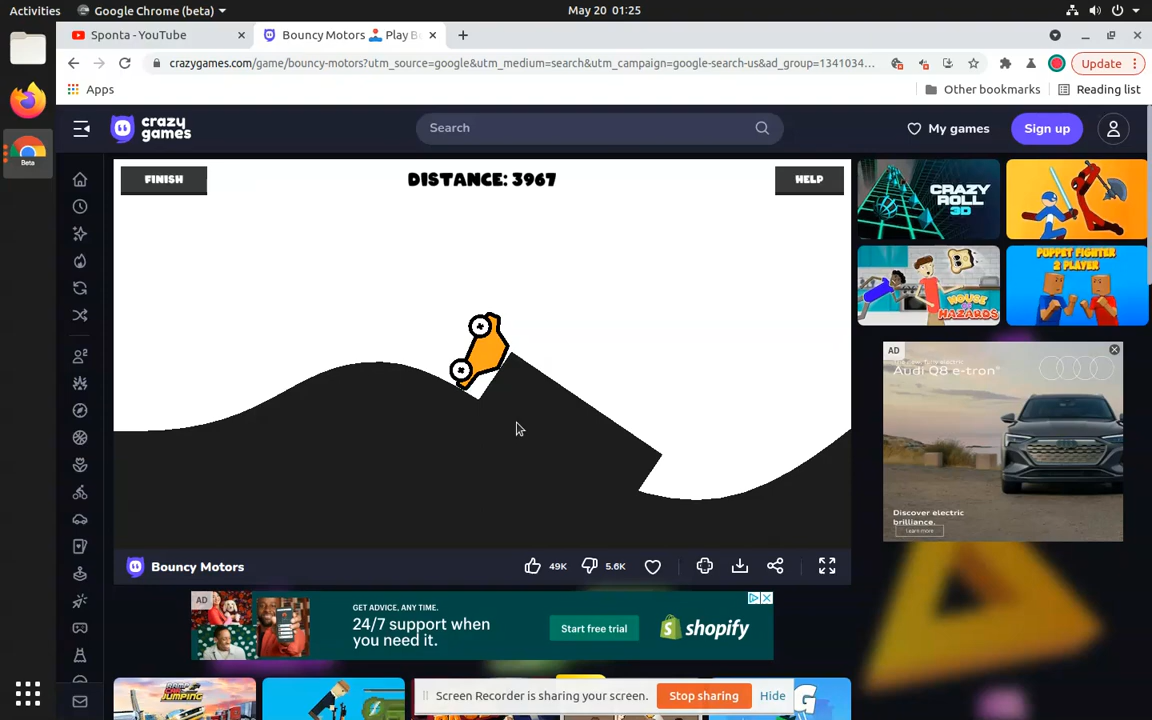 Activities
Google Chrome (beta)
May 20 01:25
Sponta - YouTube
Bouncy Motors
Play B
crazygames.com/game/bouncy-motors?utm_source=google&utm_medium=search&utm_campaign=google-search-us&ad_group=1341034...
Update
Apps
Other bookmarks
Reading list
Beta
crazy games
Search
My games
Sign up
FINISH
DISTANCE: 3967
HELP
CRAZY ROLL 3D
HOUSE OF HAZARDS
PUPPET FIGHTER 2 PLAYER
AD
Audi Q8 e-tron®
Discover electric brilliance.
Learn more
Bouncy Motors
49K
5.6K
AD
GET ADVICE, ANY TIME.
24/7 support when
you need it.
Start free trial
shopify
Screen Recorder is sharing your screen.
Stop sharing
Hide